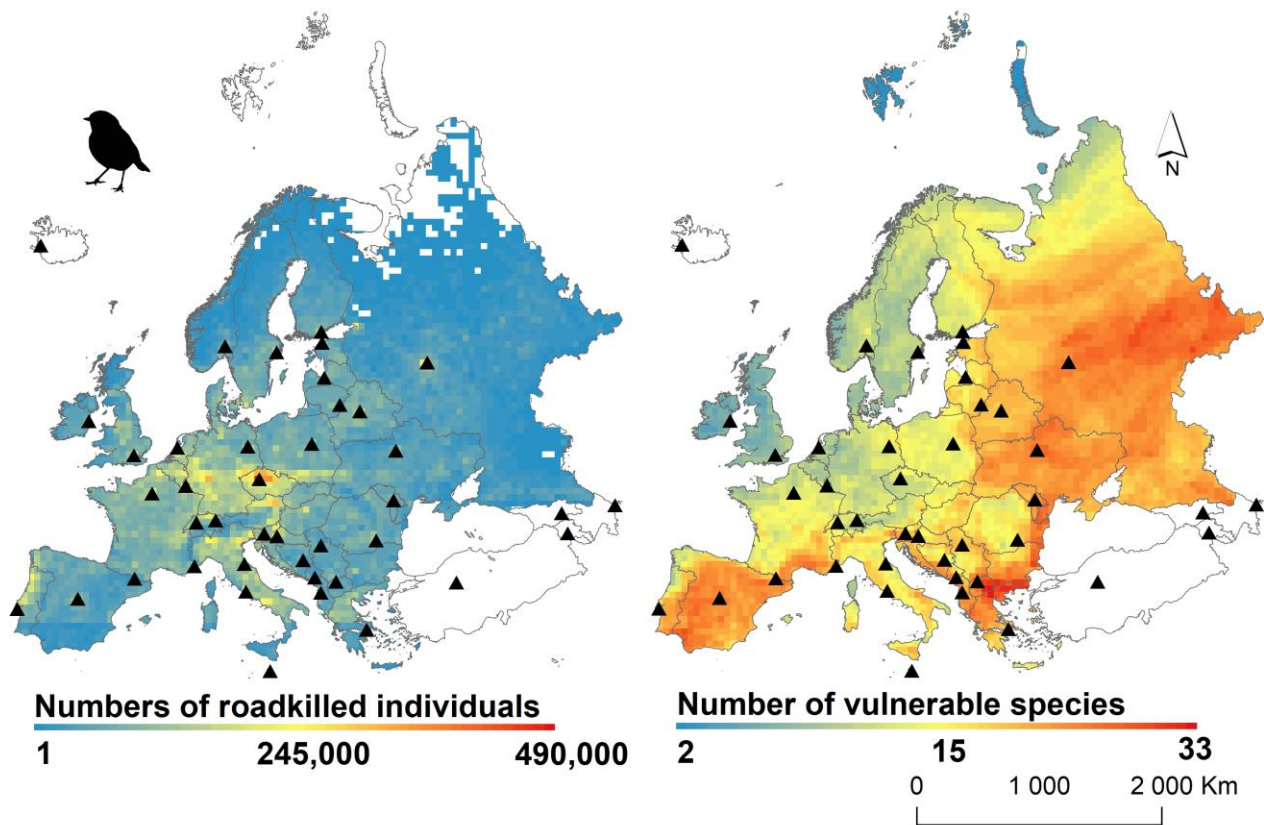 N
Numbers of roadkilled individuals
1 245,000 490,000
Number of vulnerable species
2 15 33
0 1 000 2 000 Km